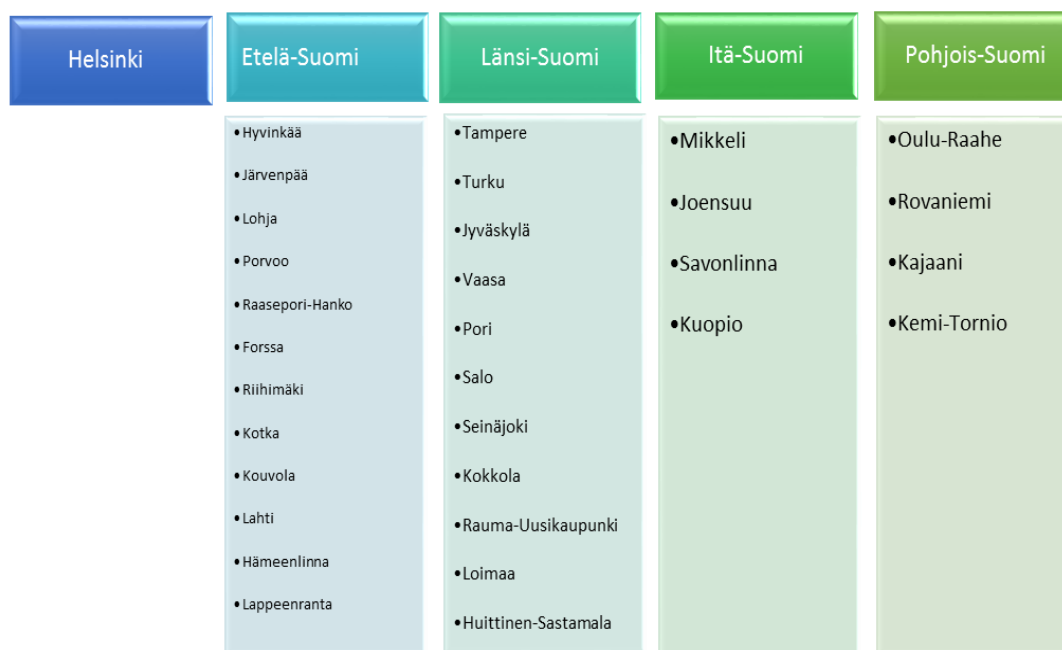 Helsinki
Etelä-Suomi
•Hyvinkää
•Järvenpää
•Lohja
•Porvoo
•Raasepori-Hanko
•Forssa
•Riihimäki
•Kotka
•Kouvola
•Lahti
•Hämeenlinna
•Lappeenranta
Länsi-Suomi
•Tampere
•Turku
•Jyväskylä
•Vaasa
•Pori
•Salo
•Seinäjoki
•Kokkola
•Rauma-Uusikaupunki
•Loimaa
•Huittinen-Sastamala
Itä-Suomi
•Mikkeli
•Joensuu
•Savonlinna
•Kuopio
Pohjois-Suomi
•Oulu-Raahe
•Rovaniemi
•Kajaani
•Kemi-Tornio